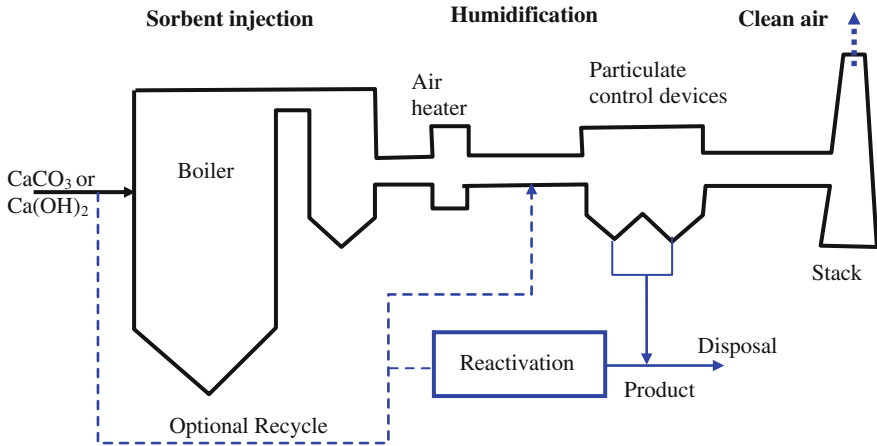 Sorbent injection
Humidification
Clean air
Air
heater
Particulate
control devices
Boiler
CaCO₃ or
Ca(OH)₂
Stack
Reactivation
Disposal
Product
Optional Recycle